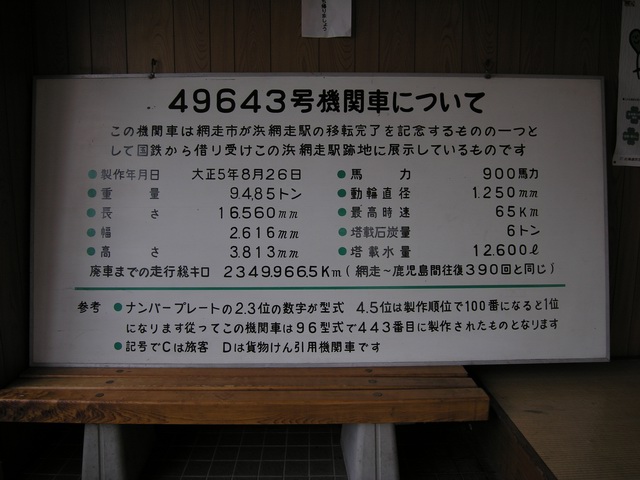 49643号機関車について
この機関車は網走市が浜網走駅の移転完了を記念するものの一つと
して国鉄から借り受けこの浜網走駅跡地に展示しているものです
●製作年月日 大正5年8月26日
●重量 94.85トン
●長さ 16.560mm
●幅 2.616mm
●高さ 3.813mm
●馬力 900馬力
●動輪直径 1.250mm
●最高時速 65Km
●塔載石炭量 6トン
●塔載水量 12.600ℓ
廃車までの走行総キロ 2349.966.5Km(網走~鹿児島間往復390回と同じ)
参考 ●ナンバープレートの2.3位の数字が型式 4.5位は製作順位で100番になると1位
になります従ってこの機関車は96型式で443番目に製作されたものとなります
●記号でCは旅客 Dは貨物けん引用機関車です